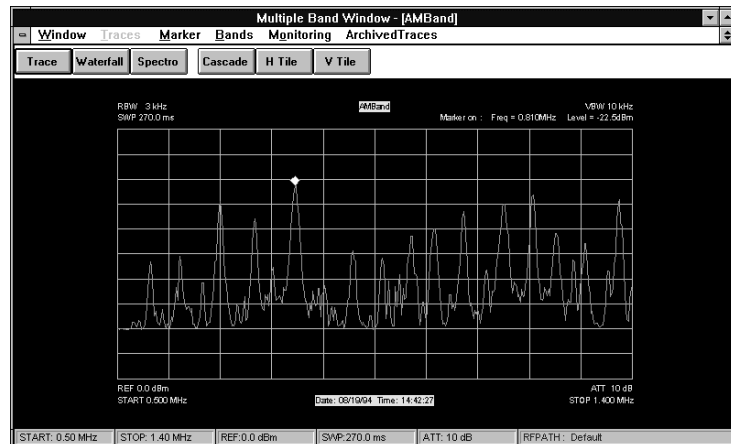 Multiple Band Window - [AMBand]
Window Traces Marker Bands Monitoring ArchivedTraces
Trace Waterfall Spectro Cascade H Tile V Tile
RBW 3 kHz AMBand VBW 10 kHz
SWP 270.0 ms Marker on : Freq = 0.810MHz Level = -22.5dBm
REF 0.0 dBm ATT 10 dB
START 0.500 MHz Date: 08/19/94 Time: 14:42:27 STOP 1.400 MHz
START: 0.50 MHz STOP: 1.40 MHz REF:0.0 dBm SWP:270.0 ms ATT: 10 dB RFPATH : Default